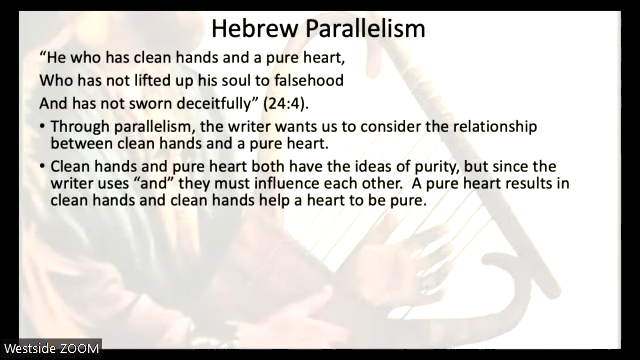 Hebrew Parallelism
“He who has clean hands and a pure heart,
Who has not lifted up his soul to falsehood
And has not sworn deceitfully” (24:4).
• Through parallelism, the writer wants us to consider the relationship
between clean hands and a pure heart.
• Clean hands and pure heart both have the ideas of purity, but since the
writer uses “and” they must influence each other.  A pure heart results in
clean hands and clean hands help a heart to be pure.
Westside ZOOM